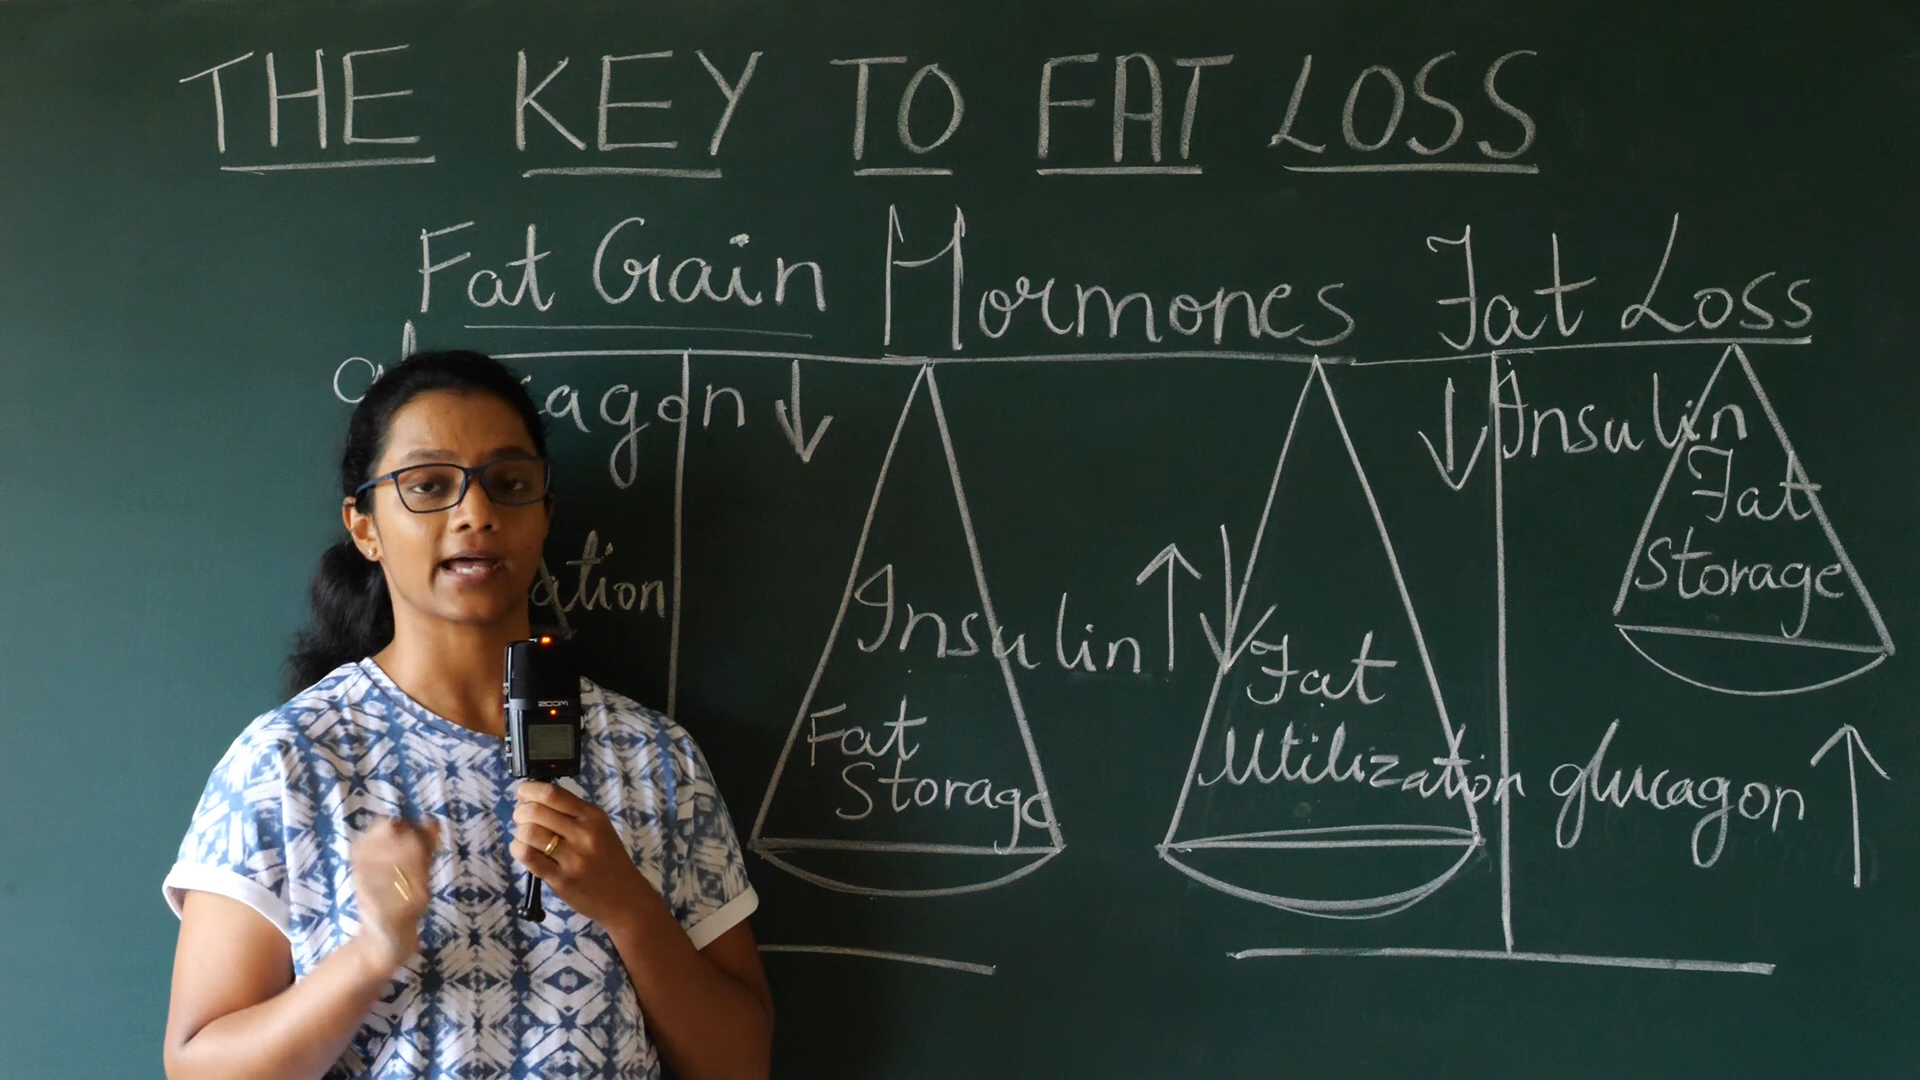 THE KEY TO FAT LOSS
Fat Gain Hormones Fat Loss
agon ↓
ation
Insulin ↑
Fat
Storage
↓ Fat
Utilization
↓ Insulin
Fat
Storage
glucagon ↑
ZOOM